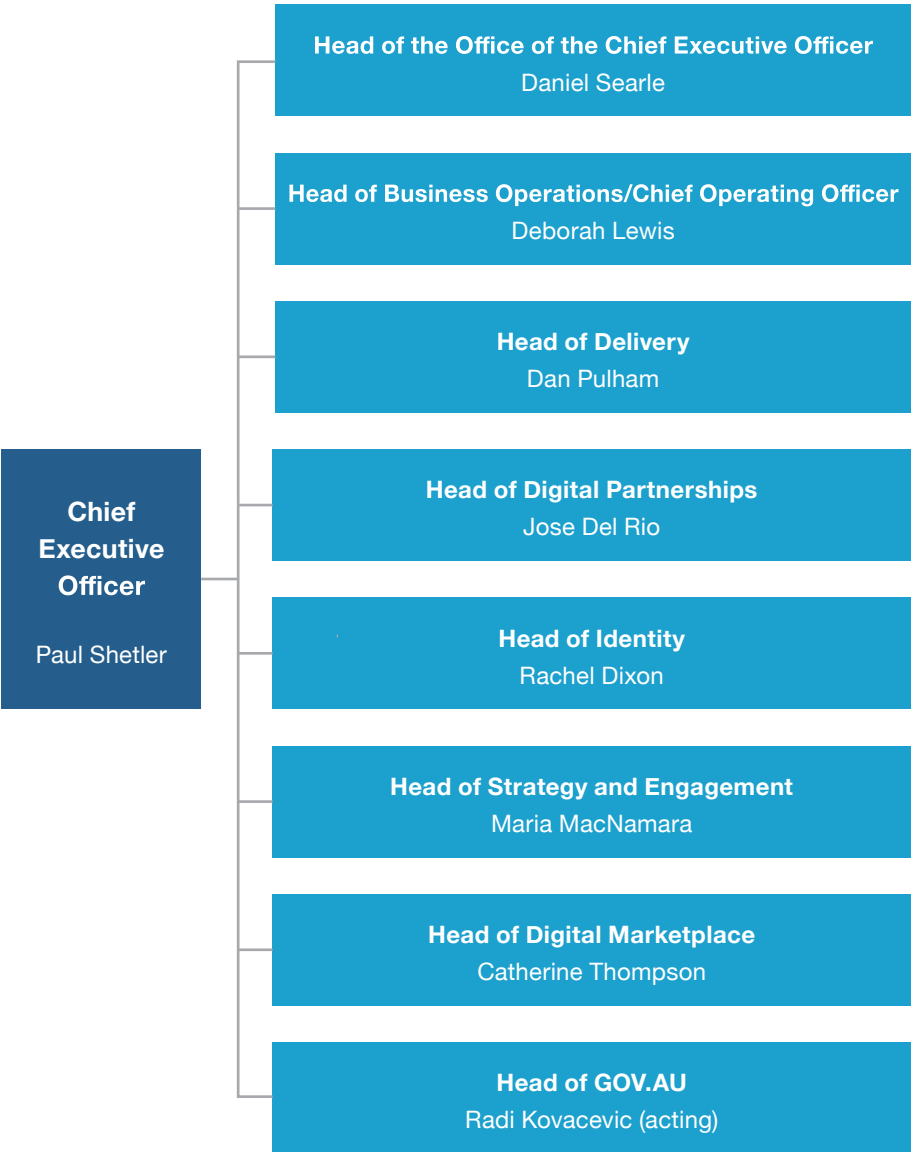 Head of the Office of the Chief Executive Officer
Daniel Searle
Head of Business Operations/Chief Operating Officer
Deborah Lewis
Head of Delivery
Dan Pulham
Chief
Executive
Officer
Paul Shetler
Head of Digital Partnerships
Jose Del Rio
Head of Identity
Rachel Dixon
Head of Strategy and Engagement
Maria MacNamara
Head of Digital Marketplace
Catherine Thompson
Head of GOV.AU
Radi Kovacevic (acting)